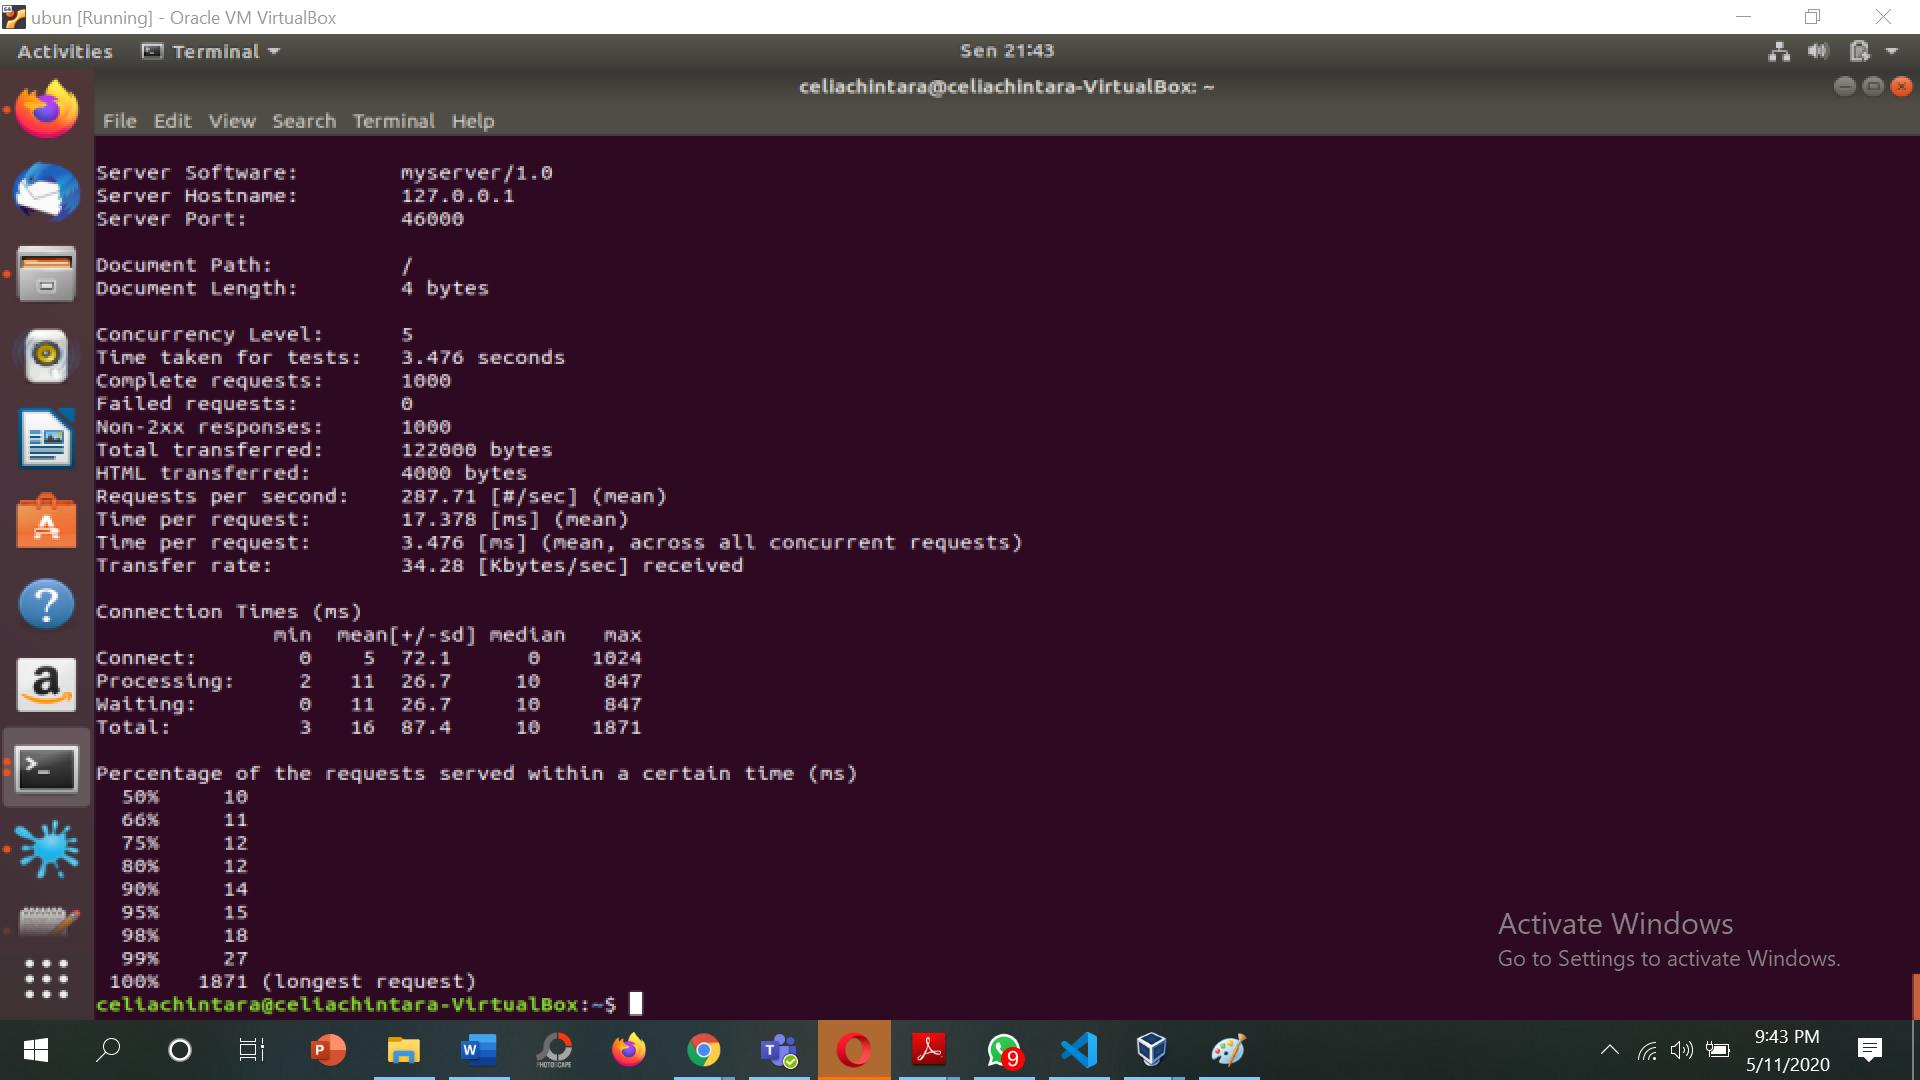 ubun [Running] - Oracle VM VirtualBox
Activities Terminal Sen 21:43
celiachintara@celiachintara-VirtualBox: ~
File Edit View Search Terminal Help
Server Software: myserver/1.0
Server Hostname: 127.0.0.1
Server Port: 46000
Document Path: /
Document Length: 4 bytes
Concurrency Level: 5
Time taken for tests: 3.476 seconds
Complete requests: 1000
Failed requests: 0
Non-2xx responses: 1000
Total transferred: 122000 bytes
HTML transferred: 4000 bytes
Requests per second: 287.71 [#/sec] (mean)
Time per request: 17.378 [ms] (mean)
Time per request: 3.476 [ms] (mean, across all concurrent requests)
Transfer rate: 34.28 [Kbytes/sec] received
Connection Times (ms)
min mean[+/-sd] median max
Connect: 0 5 72.1 0 1024
Processing: 2 11 26.7 10 847
Waiting: 0 11 26.7 10 847
Total: 3 16 87.4 10 1871
Percentage of the requests served within a certain time (ms)
50% 10
66% 11
75% 12
80% 12
90% 14
95% 15
98% 18
99% 27
100% 1871 (longest request)
celiachintara@celiachintara-VirtualBox:~$
Activate Windows
Go to Settings to activate Windows.
PHOTOSCAPE
9
9:43 PM
5/11/2020